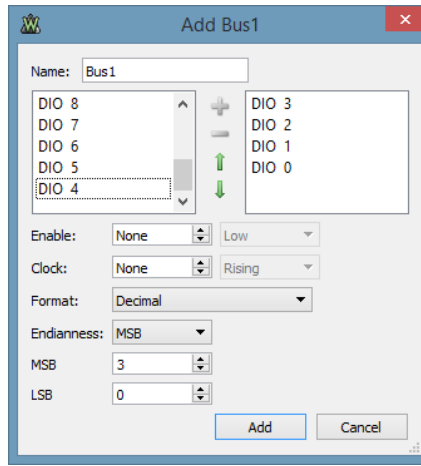 Add Bus1
Name: Bus1
DIO 8
DIO 7
DIO 6
DIO 5
DIO 4
DIO 3
DIO 2
DIO 1
DIO 0
Enable: None Low
Clock: None Rising
Format: Decimal
Endianness: MSB
MSB 3
LSB 0
Add Cancel